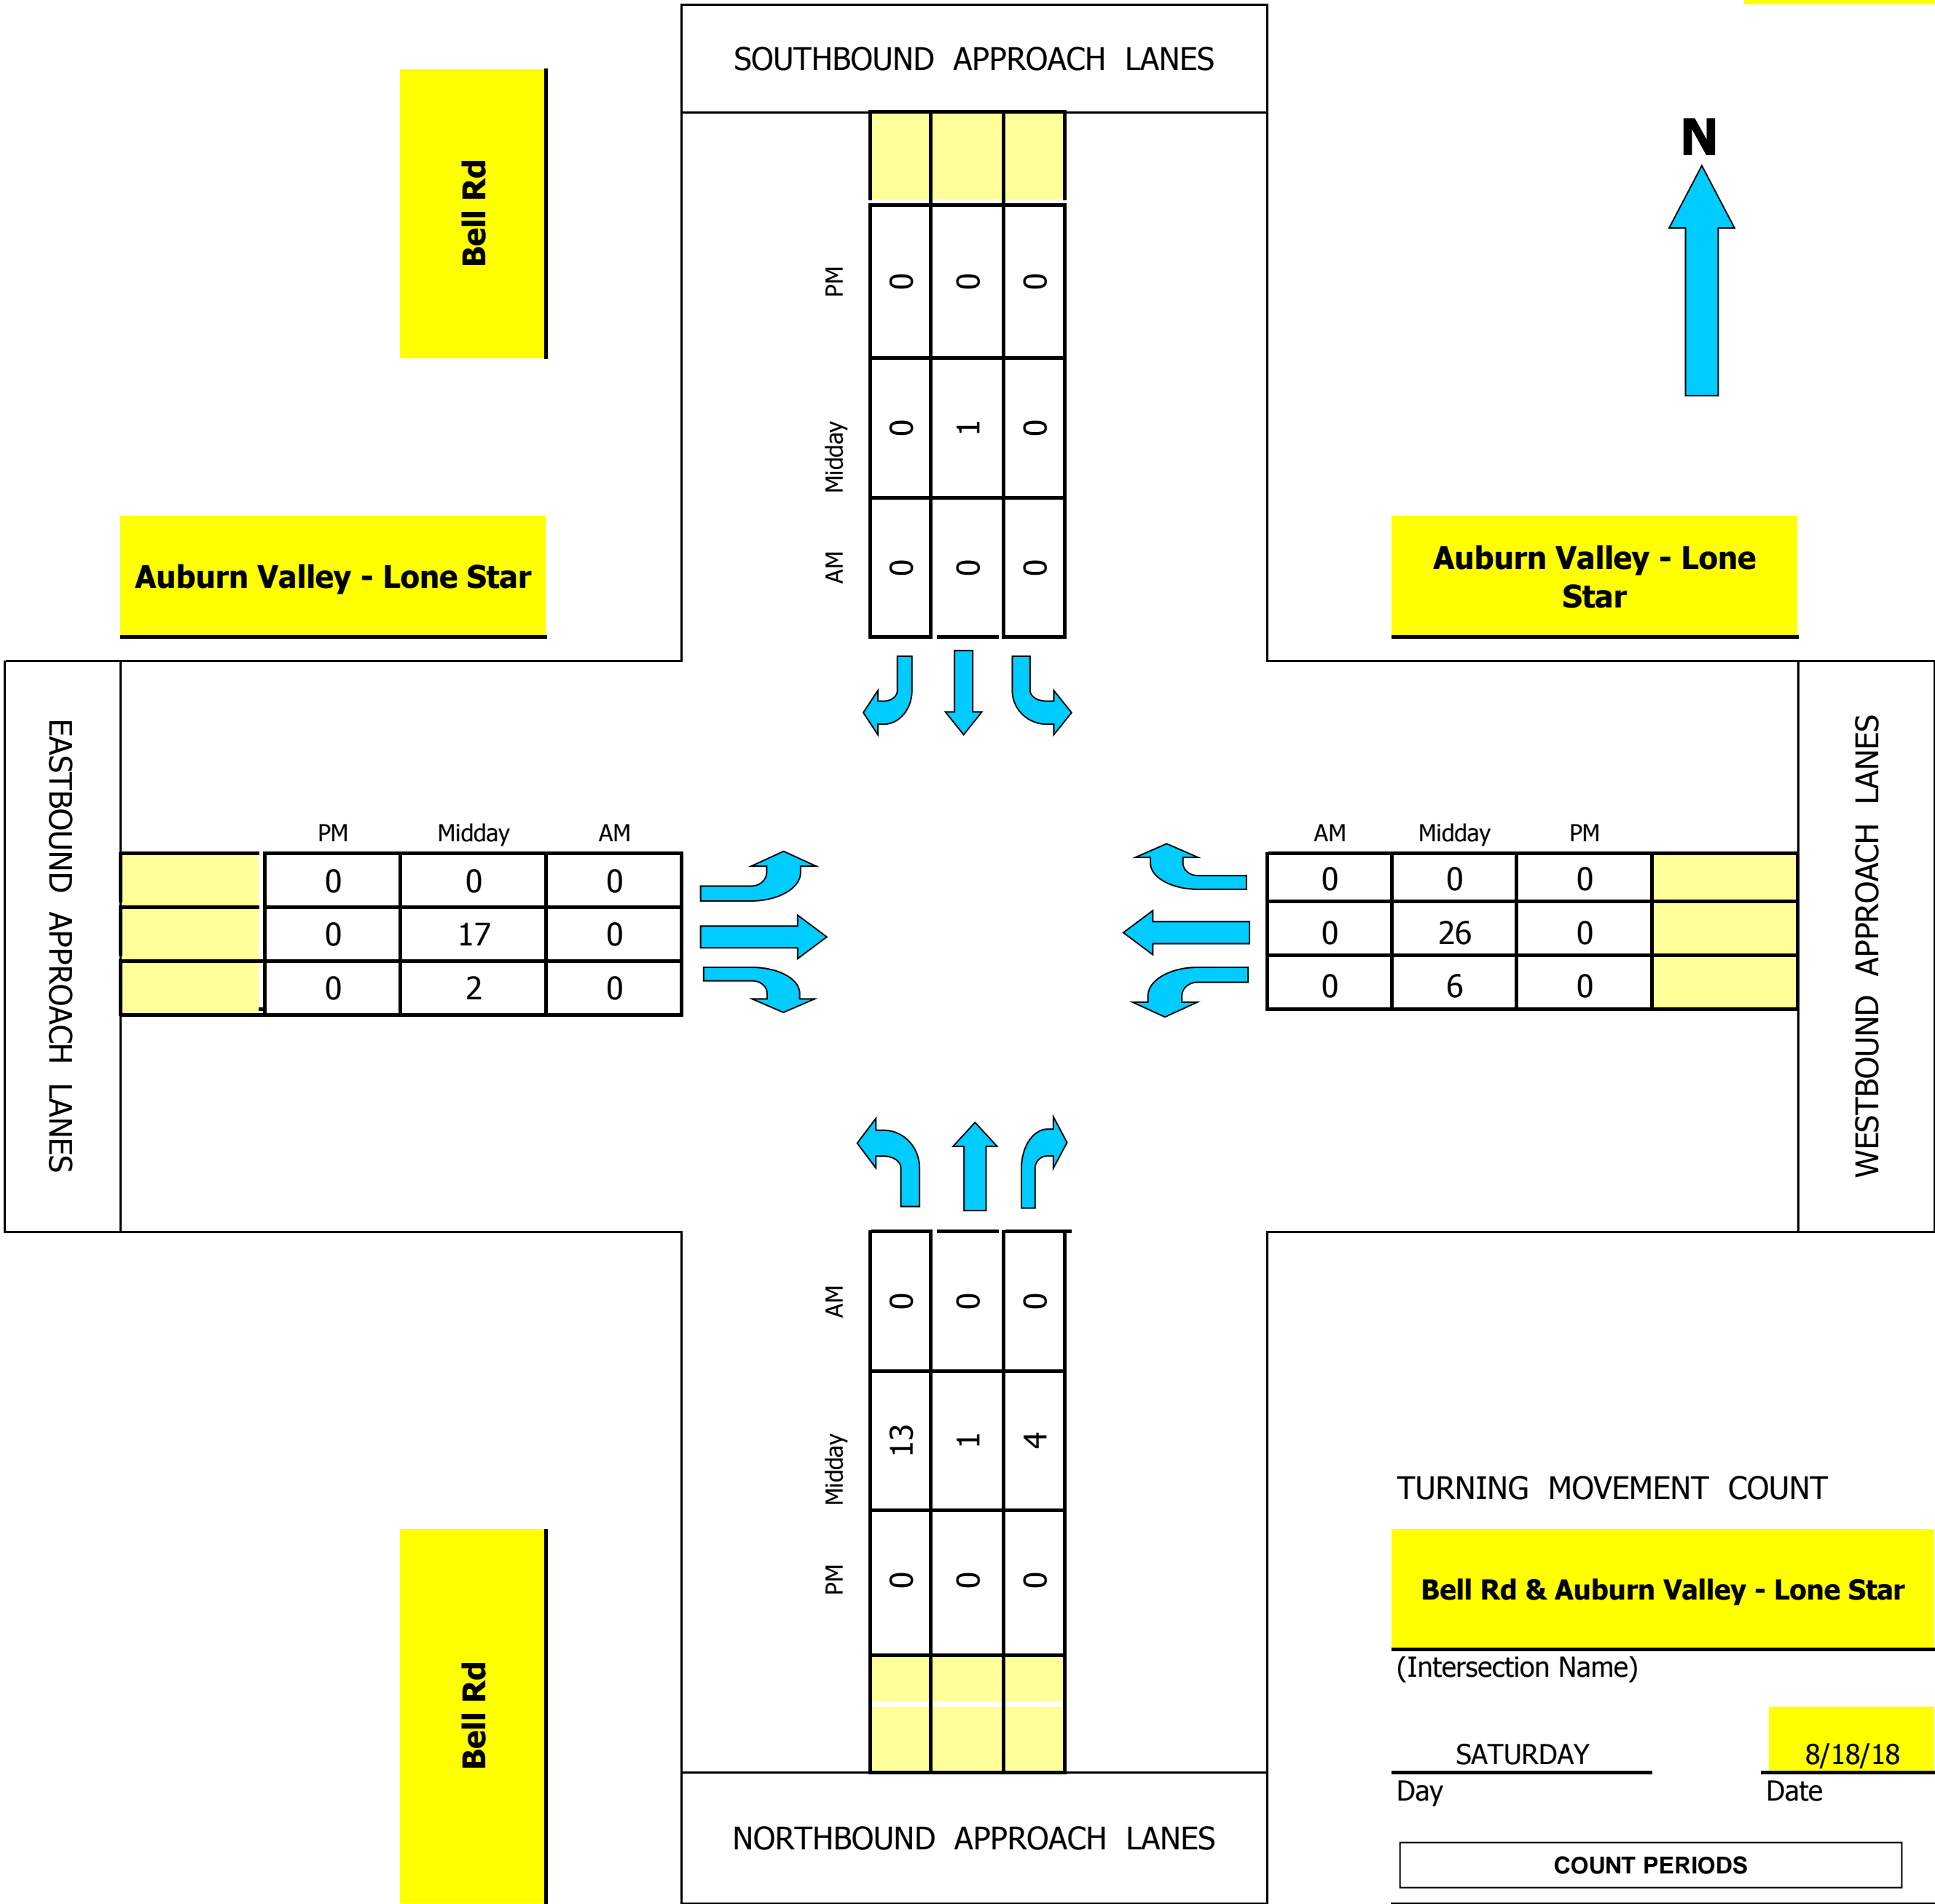 SOUTHBOUND APPROACH LANES
Bell Rd
N
PM 0 0 0
Midday 0 1 0
AM 0 0 0
Auburn Valley - Lone Star
Auburn Valley - Lone
Star
EASTBOUND APPROACH LANES
PM Midday AM
0 0 0
0 17 0
0 2 0
AM Midday PM
0 0 0
0 26 0
0 6 0
WESTBOUND APPROACH LANES
AM 0 0 0
Midday 13 1 4
PM 0 0 0
Bell Rd
NORTHBOUND APPROACH LANES
TURNING MOVEMENT COUNT
Bell Rd & Auburn Valley - Lone Star
(Intersection Name)
SATURDAY 8/18/18
Day Date
COUNT PERIODS